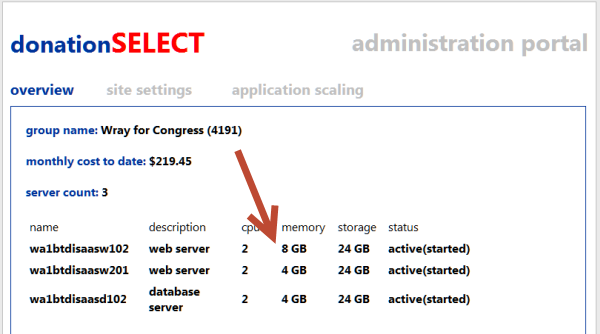 donationSELECT administration portal
overview site settings application scaling
group name: Wray for Congress (4191)
monthly cost to date: $219.45
server count: 3
name description cpu memory storage status
wa1btdisaasw102 web server 2 8 GB 24 GB active(started)
wa1btdisaasw201 web server 2 4 GB 24 GB active(started)
wa1btdisaasd102 database server 2 4 GB 24 GB active(started)